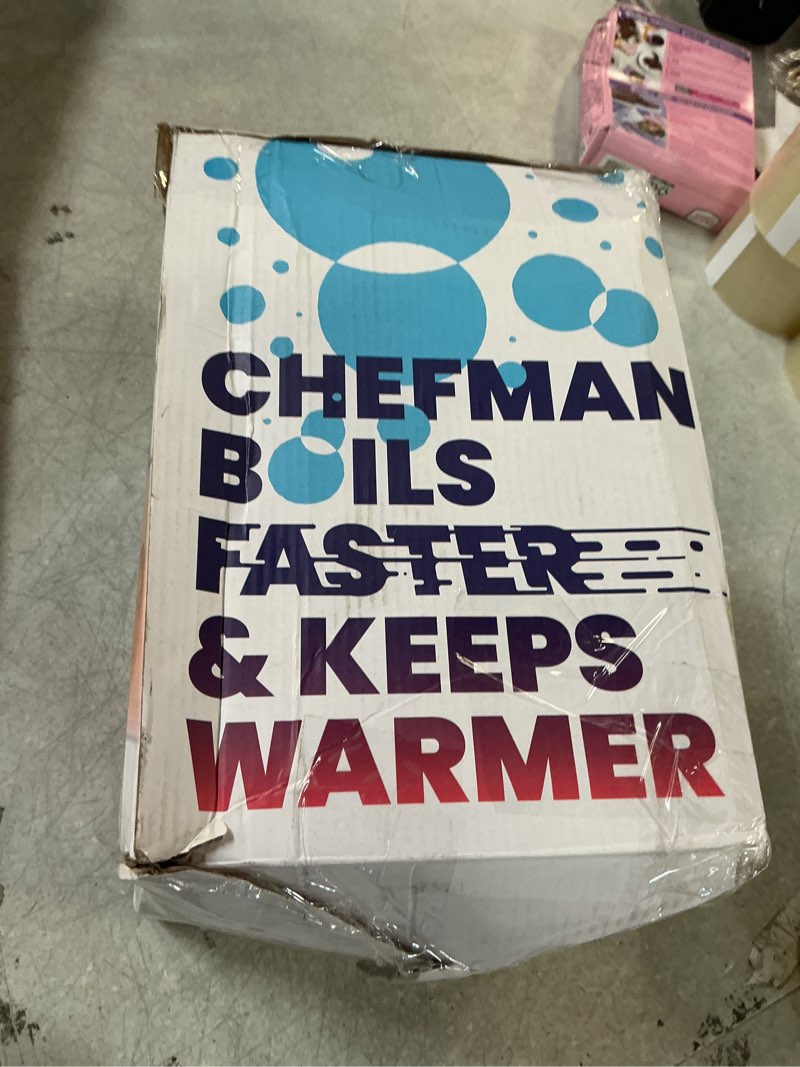 CHEFMAN
BOILS
FASTER
& KEEPS
WARMER